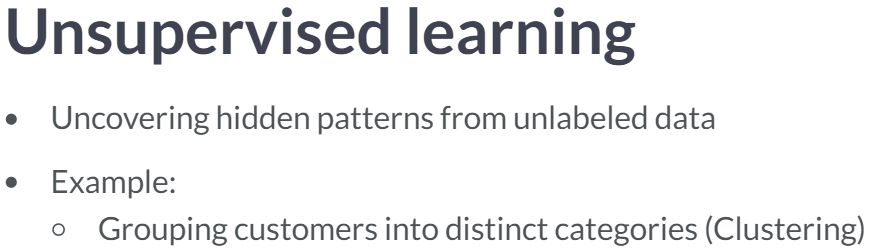 Unsupervised learning
• Uncovering hidden patterns from unlabeled data
• Example:
○ Grouping customers into distinct categories (Clustering)